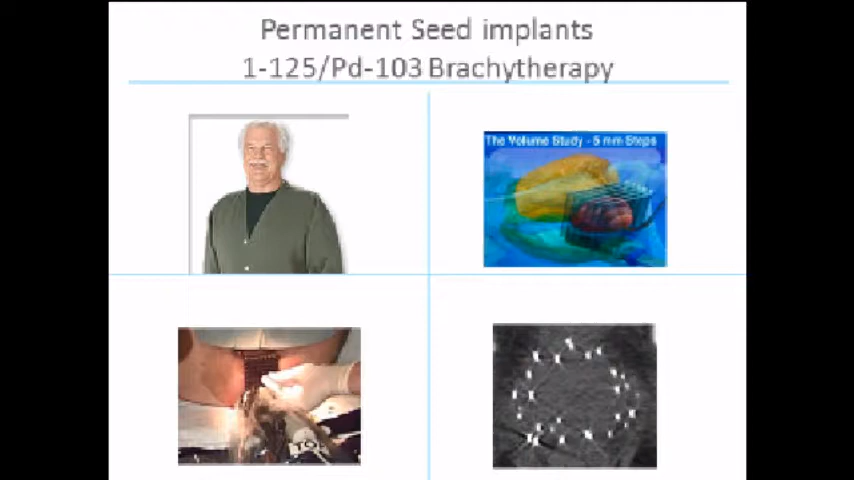 Permanent Seed implants
1-125/Pd-103 Brachytherapy
The Volume Study - 5 mm Steps